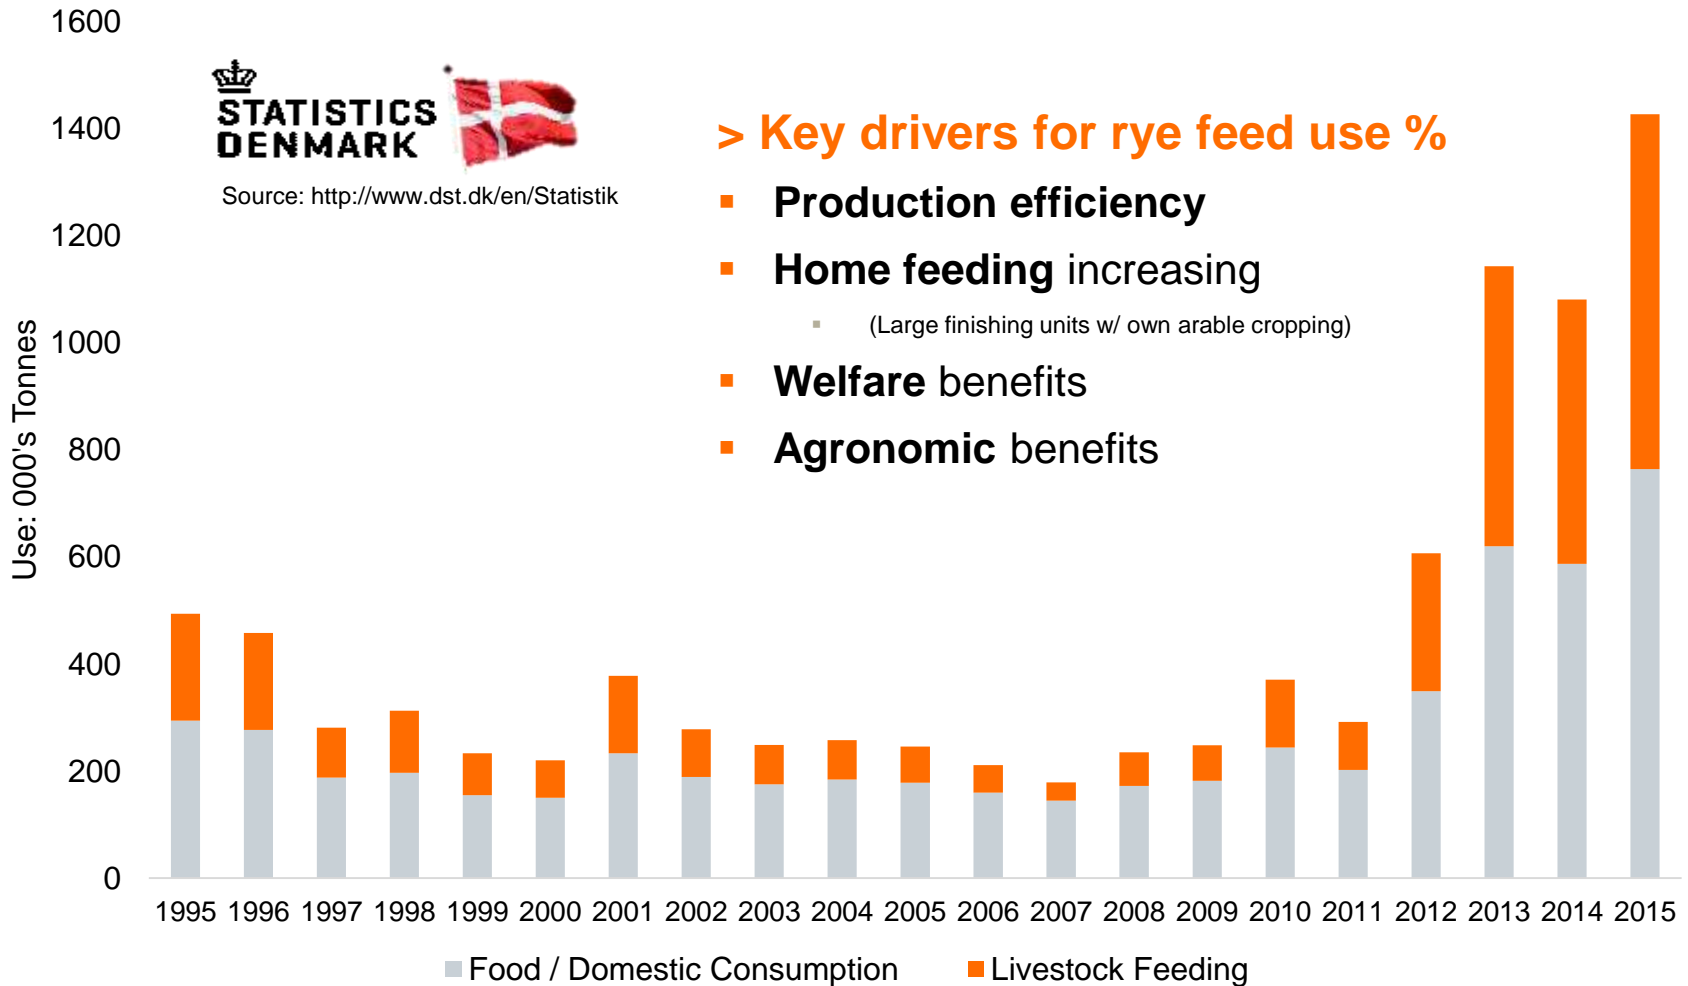 1600
1400
1200
1000
800
600
400
200
0
Use: 000's Tonnes
STATISTICS
DENMARK
Source: http://www.dst.dk/en/Statistik
> Key drivers for rye feed use %
▪ Production efficiency
▪ Home feeding increasing
▪ (Large finishing units w/ own arable cropping)
▪ Welfare benefits
▪ Agronomic benefits
1995 1996 1997 1998 1999 2000 2001 2002 2003 2004 2005 2006 2007 2008 2009 2010 2011 2012 2013 2014 2015
Food / Domestic Consumption Livestock Feeding